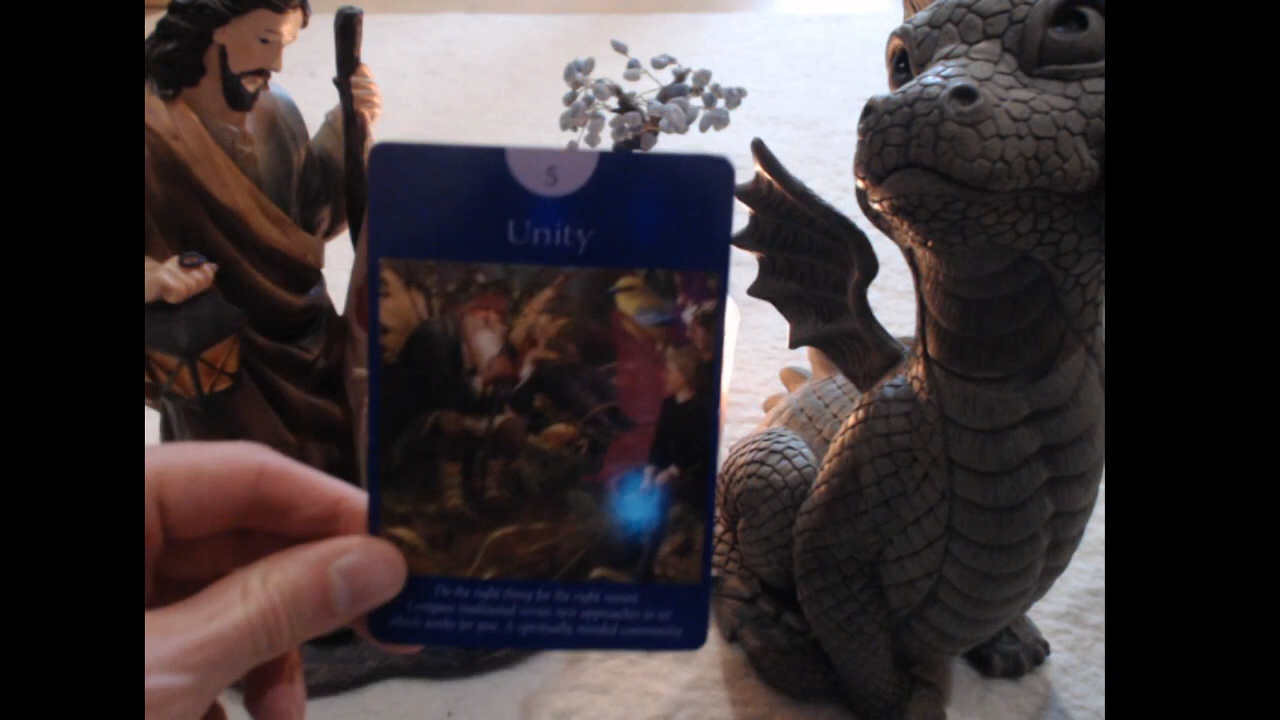 5
Unity
Do the right thing for the right reason
Compare traditional versus new approaches to see
which works for you. A spiritually minded community